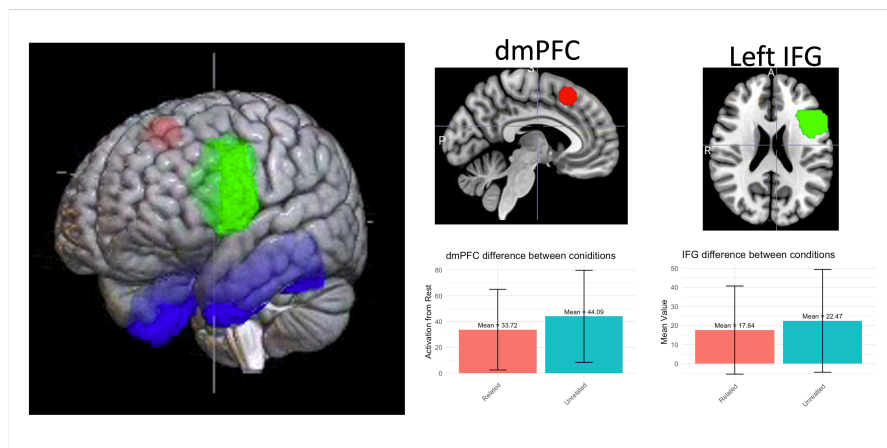 dmPFC
Left IFG
S
A
P
R
dmPFC difference between coniditions
Activation from Rest
80
60
40
20
0
Mean = 33.72
Mean = 44.09
Related
Unrelated
IFG difference between conditions
Mean Value
50
40
30
20
10
0
Mean = 17.64
Mean = 22.47
Related
Unrealted